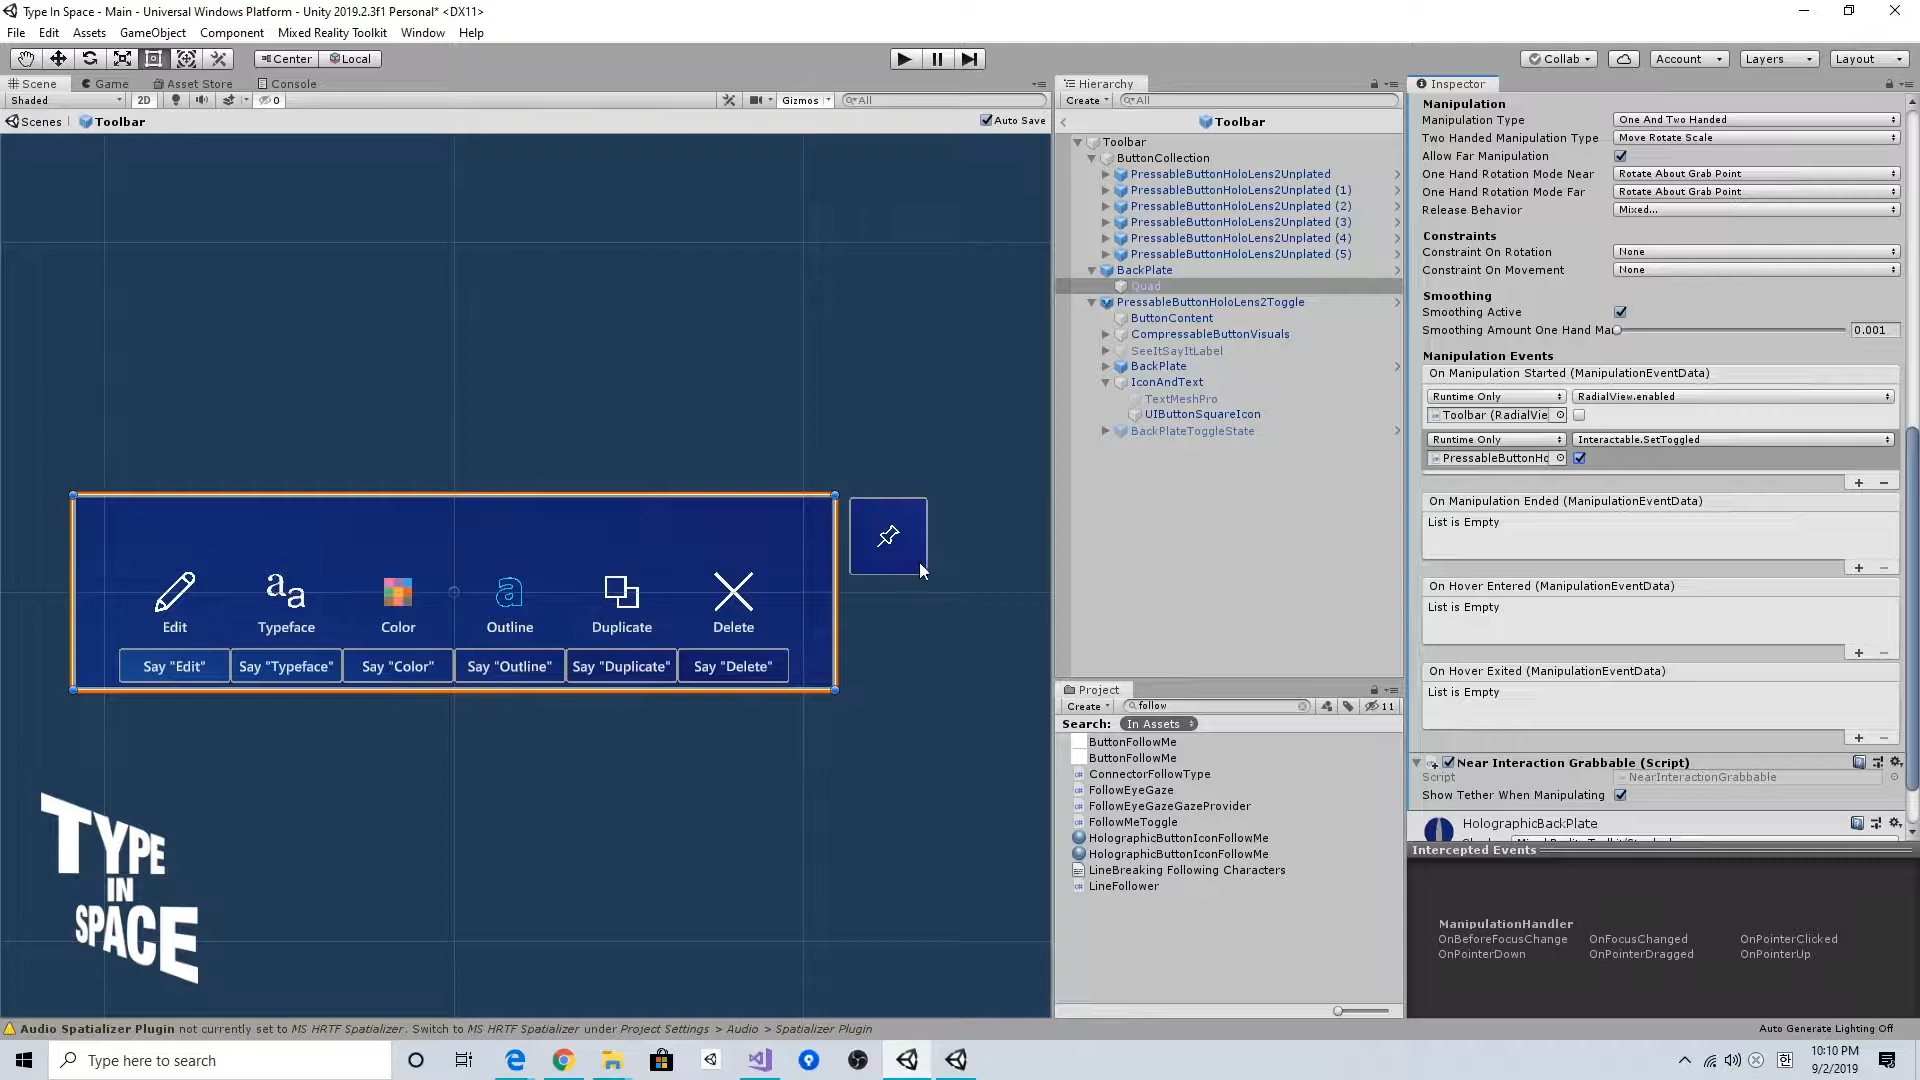 Type In Space - Main - Universal Windows Platform - Unity 2019.2.3f1 Personal* <DX11>
File Edit Assets GameObject Component Mixed Reality Toolkit Window Help
Center Local
Collab Account Layers Layout
Scene Game Asset Store Console
Shaded 2D 0 Gizmos All
Scenes Toolbar Auto Save
Edit Typeface Color Outline Duplicate Delete
Say "Edit" Say "Typeface" Say "Color" Say "Outline" Say "Duplicate" Say "Delete"
TYPE
IN
SPACE
Hierarchy
Create All
Toolbar
Toolbar
ButtonCollection
PressableButtonHoloLens2Unplated
PressableButtonHoloLens2Unplated (1)
PressableButtonHoloLens2Unplated (2)
PressableButtonHoloLens2Unplated (3)
PressableButtonHoloLens2Unplated (4)
PressableButtonHoloLens2Unplated (5)
BackPlate
Quad
PressableButtonHoloLens2Toggle
ButtonContent
CompressableButtonVisuals
SeeItSayItLabel
BackPlate
IconAndText
TextMeshPro
UIButtonSquareIcon
BackPlateToggleState
Project
Create follow 11
Search: In Assets
ButtonFollowMe
ButtonFollowMe
ConnectorFollowType
FollowEyeGaze
FollowEyeGazeGazeProvider
FollowMeToggle
HolographicButtonIconFollowMe
HolographicButtonIconFollowMe
LineBreaking Following Characters
LineFollower
Inspector
Manipulation
Manipulation Type One And Two Handed
Two Handed Manipulation Type Move Rotate Scale
Allow Far Manipulation
One Hand Rotation Mode Near Rotate About Grab Point
One Hand Rotation Mode Far Rotate About Grab Point
Release Behavior Mixed...
Constraints
Constraint On Rotation None
Constraint On Movement None
Smoothing
Smoothing Active
Smoothing Amount One Hand Ma 0.001
Manipulation Events
On Manipulation Started (ManipulationEventData)
Runtime Only RadialView.enabled
Toolbar (RadialVie
Runtime Only Interactable.SetToggled
PressableButtonHo
On Manipulation Ended (ManipulationEventData)
List is Empty
On Hover Entered (ManipulationEventData)
List is Empty
On Hover Exited (ManipulationEventData)
List is Empty
Near Interaction Grabbable (Script)
Script NearInteractionGrabbable
Show Tether When Manipulating
HolographicBackPlate
Intercepted Events
ManipulationHandler
OnBeforeFocusChange OnFocusChanged OnPointerClicked
OnPointerDown OnPointerDragged OnPointerUp
Audio Spatializer Plugin not currently set to MS HRTF Spatializer. Switch to MS HRTF Spatializer under Project Settings > Audio > Spatializer Plugin
Auto Generate Lighting Off
Type here to search
10:10 PM
9/2/2019